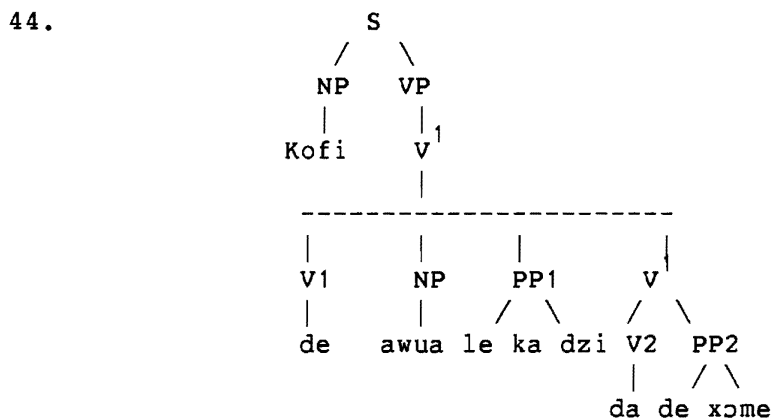 44. S
NP VP
Kofi V¹
V1 NP PP1 V¹
de awua le ka dzi V2 PP2
da de xɔme